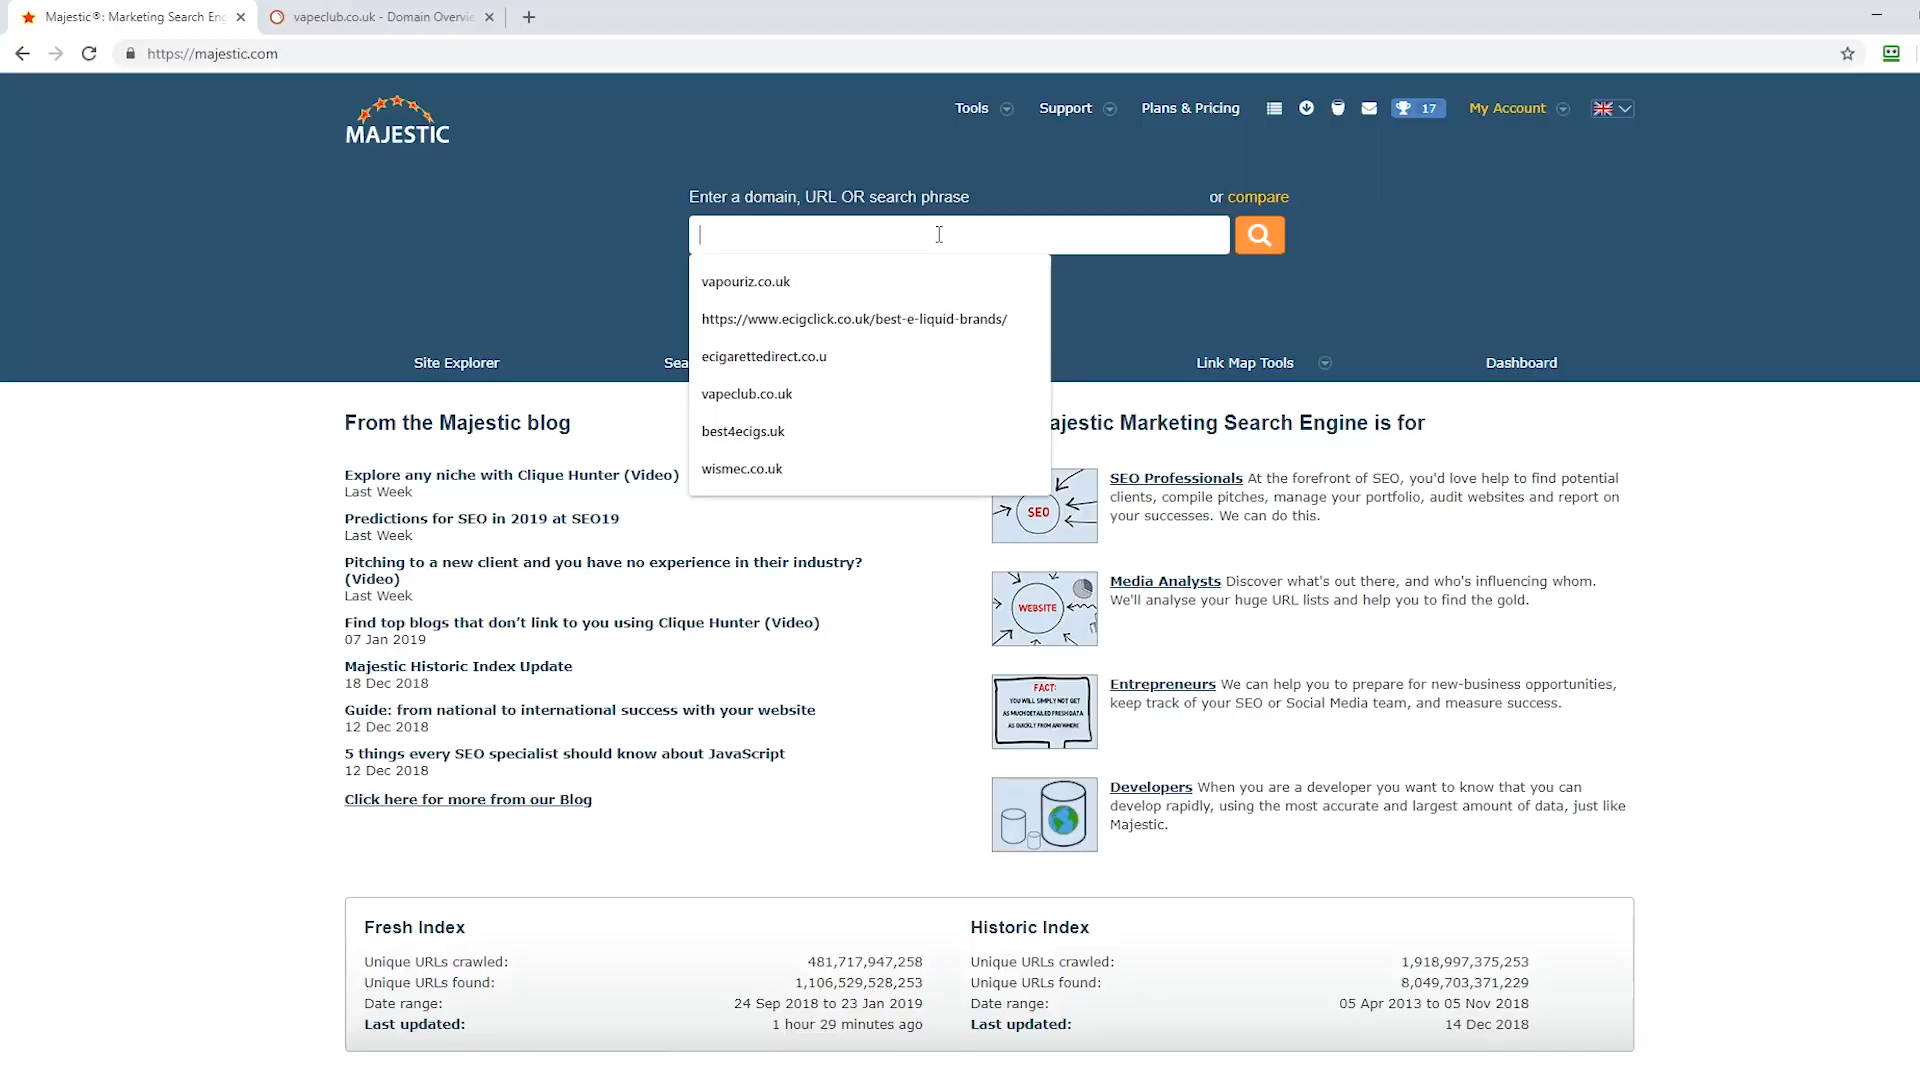 Majestic®: Marketing Search Eng
vapeclub.co.uk - Domain Overvie
https://majestic.com
MAJESTIC
Tools
Support
Plans & Pricing
17
My Account
Enter a domain, URL OR search phrase
or compare
vapouriz.co.uk
https://www.ecigclick.co.uk/best-e-liquid-brands/
ecigarettedirect.co.u
vapeclub.co.uk
best4ecigs.uk
wismec.co.uk
Site Explorer
Sea
Link Map Tools
Dashboard
From the Majestic blog
Explore any niche with Clique Hunter (Video)
Last Week
Predictions for SEO in 2019 at SEO19
Last Week
Pitching to a new client and you have no experience in their industry?
(Video)
Last Week
Find top blogs that don’t link to you using Clique Hunter (Video)
07 Jan 2019
Majestic Historic Index Update
18 Dec 2018
Guide: from national to international success with your website
12 Dec 2018
5 things every SEO specialist should know about JavaScript
12 Dec 2018
Click here for more from our Blog
ajestic Marketing Search Engine is for
SEO
SEO Professionals At the forefront of SEO, you'd love help to find potential
clients, compile pitches, manage your portfolio, audit websites and report on
your successes. We can do this.
WEBSITE
Media Analysts Discover what's out there, and who's influencing whom.
We'll analyse your huge URL lists and help you to find the gold.
FACT:
YOU WILL SIMPLY NOT GET
AS MUCH DETAILED FRESH DATA
AS QUICKLY FROM ANYWHERE
Entrepreneurs We can help you to prepare for new-business opportunities,
keep track of your SEO or Social Media team, and measure success.
Developers When you are a developer you want to know that you can
develop rapidly, using the most accurate and largest amount of data, just like
Majestic.
Fresh Index
Unique URLs crawled: 481,717,947,258
Unique URLs found: 1,106,529,528,253
Date range: 24 Sep 2018 to 23 Jan 2019
Last updated: 1 hour 29 minutes ago
Historic Index
Unique URLs crawled: 1,918,997,375,253
Unique URLs found: 8,049,703,371,229
Date range: 05 Apr 2013 to 05 Nov 2018
Last updated: 14 Dec 2018